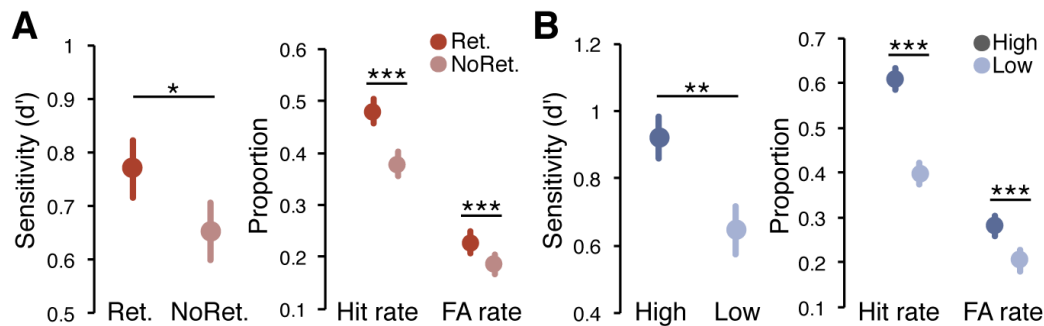 A
Sensitivity (d')
1
0.9
0.8
0.7
0.6
0.5
*
Ret. NoRet.
Proportion
0.6
0.5
0.4
0.3
0.2
0.1
Ret.
NoRet.
***
***
Hit rate FA rate
B
Sensitivity (d')
1.2
1
0.8
0.6
0.4
**
High Low
Proportion
0.7
0.6
0.5
0.4
0.3
0.2
0.1
High
Low
***
***
Hit rate FA rate